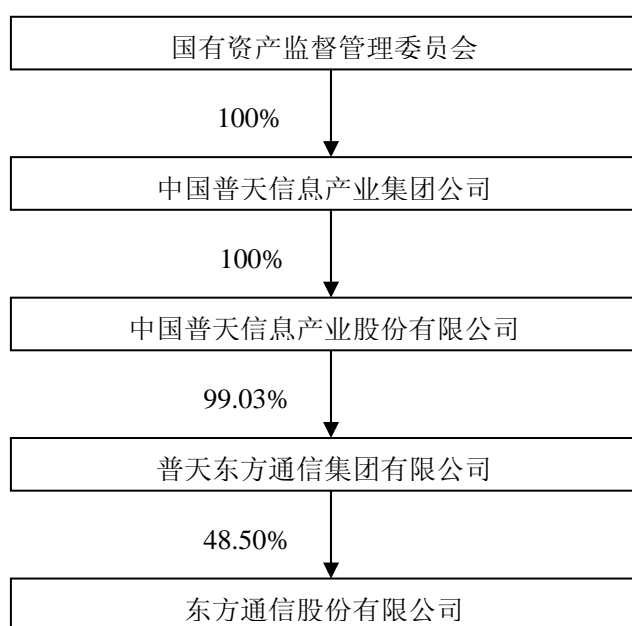 国有资产监督管理委员会
100%
中国普天信息产业集团公司
100%
中国普天信息产业股份有限公司
99.03%
普天东方通信集团有限公司
48.50%
东方通信股份有限公司